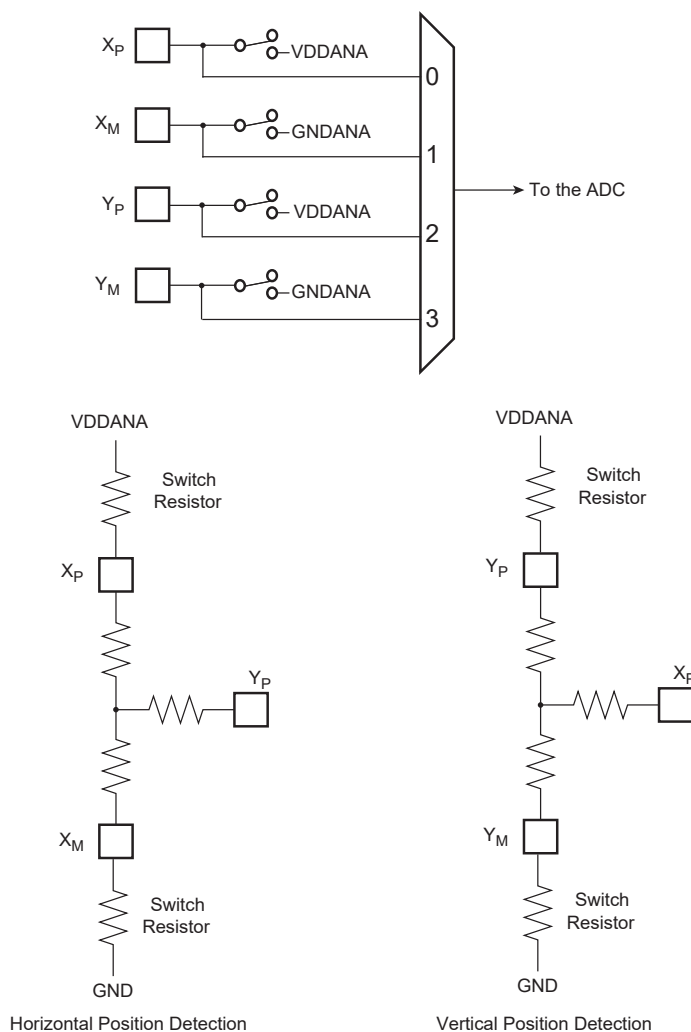 XP
VDDANA
0
XM
GNDANA
1
To the ADC
YP
VDDANA
2
YM
GNDANA
3
VDDANA
Switch
Resistor
XP
YP
XM
Switch
Resistor
GND
Horizontal Position Detection
VDDANA
Switch
Resistor
YP
XP
YM
Switch
Resistor
GND
Vertical Position Detection